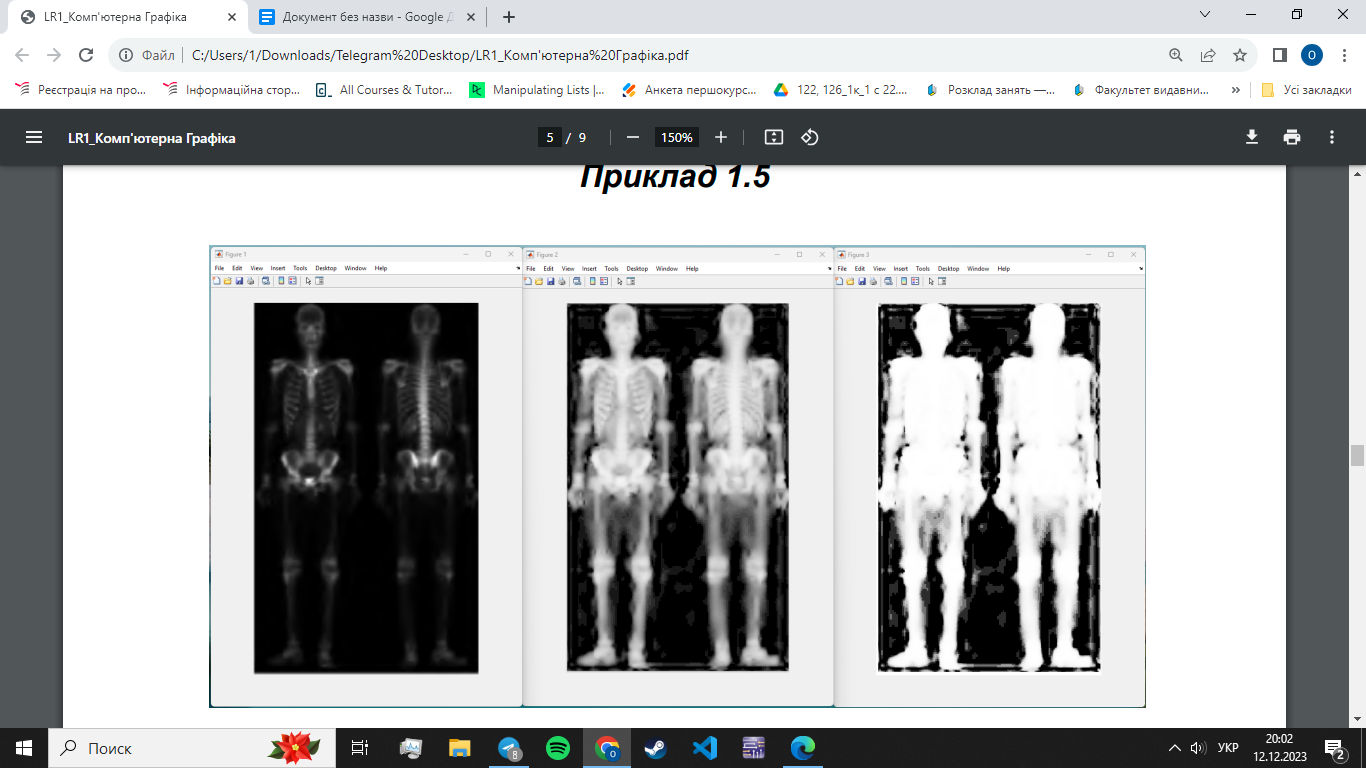 LR1_Комп'ютерна Графіка
Документ без назви - Google Д
Файл
C:/Users/1/Downloads/Telegram%20Desktop/LR1_Комп'ютерна%20Графіка.pdf
О
Реєстрація на про...
Інформаційна стор...
All Courses & Tutor...
Manipulating Lists |...
Анкета першокурс...
122, 126_1к_1 с 22....
Розклад занять —...
Факультет видавни...
»
Усі закладки
LR1_Комп'ютерна Графіка
5 / 9
150%
Приклад 1.5
Figure 1
File Edit View Insert Tools Desktop Window Help
Figure 2
File Edit View Insert Tools Desktop Window Help
Figure 3
File Edit View Insert Tools Desktop Window Help
Поиск
8
О
УКР
20:02
12.12.2023
2